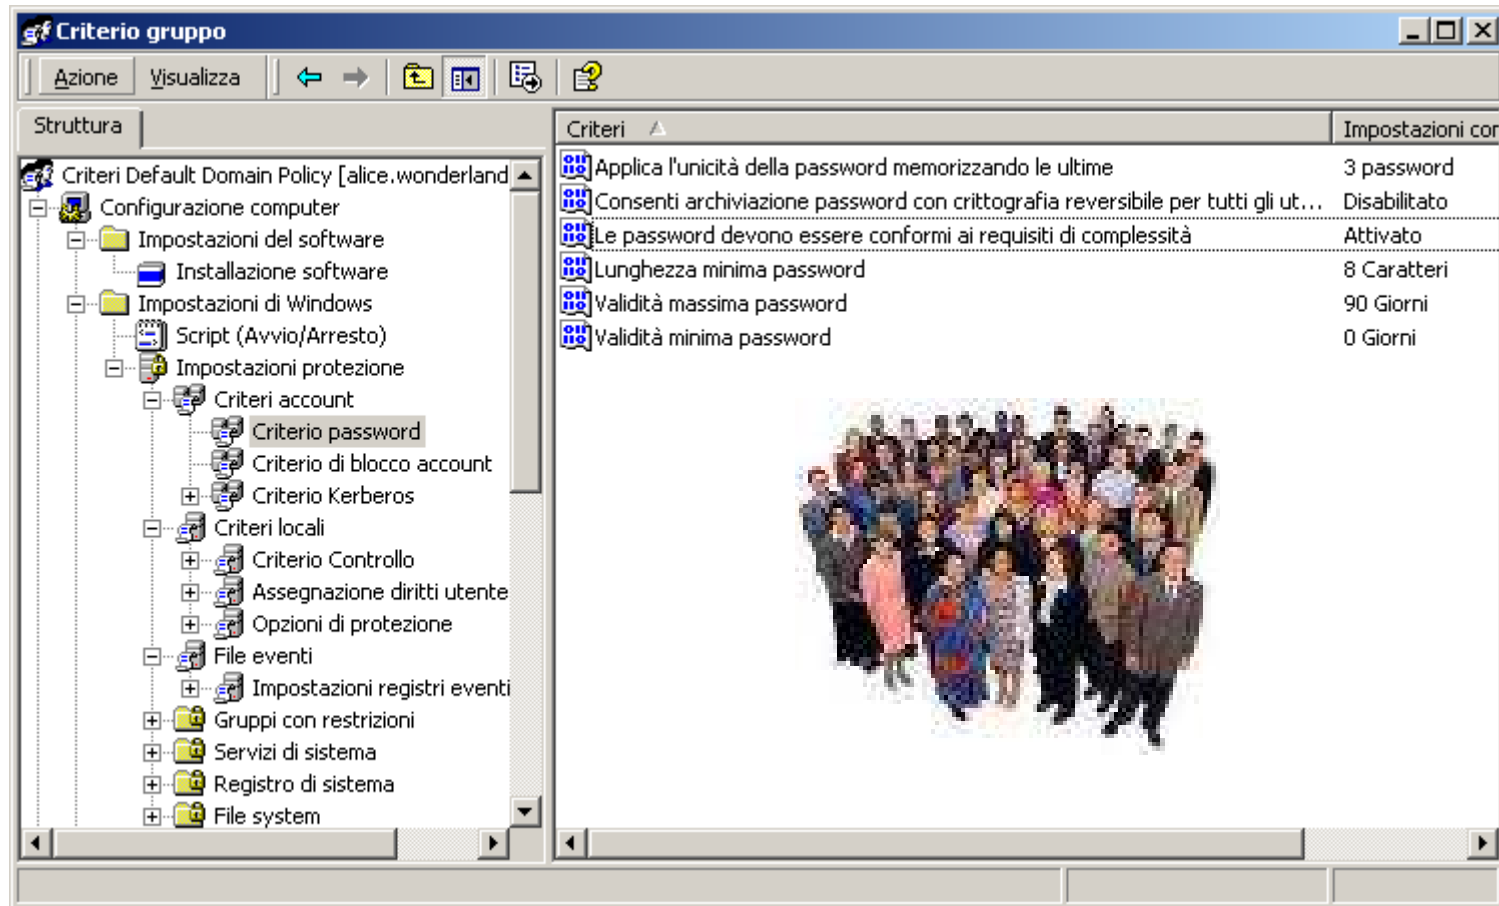 Criterio gruppo
Azione Visualizza
Struttura
Criteri Default Domain Policy [alice.wonderland
Configurazione computer
Impostazioni del software
Installazione software
Impostazioni di Windows
Script (Avvio/Arresto)
Impostazioni protezione
Criteri account
Criterio password
Criterio di blocco account
Criterio Kerberos
Criteri locali
Criterio Controllo
Assegnazione diritti utente
Opzioni di protezione
File eventi
Impostazioni registri eventi
Gruppi con restrizioni
Servizi di sistema
Registro di sistema
File system
Criteri Impostazioni con
Applica l'unicità della password memorizzando le ultime 3 password
Consenti archiviazione password con crittografia reversibile per tutti gli ut... Disabilitato
Le password devono essere conformi ai requisiti di complessità Attivato
Lunghezza minima password 8 Caratteri
Validità massima password 90 Giorni
Validità minima password 0 Giorni